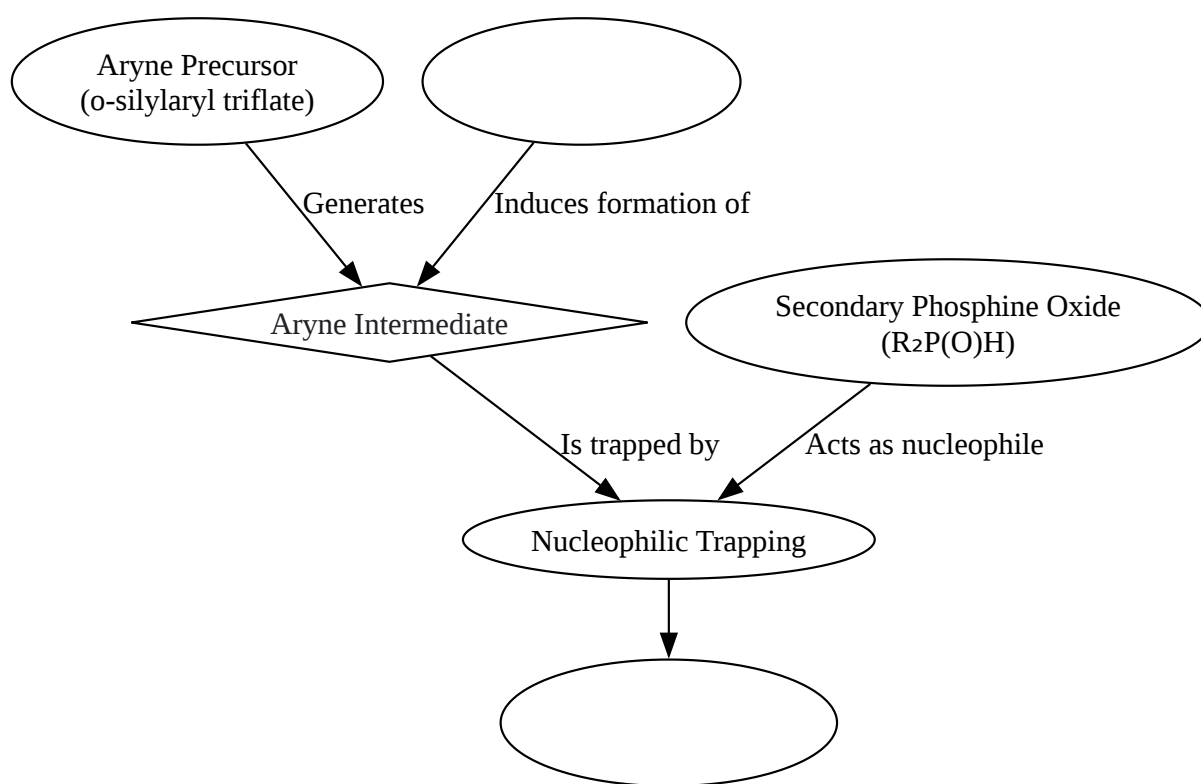 Aryne Precursor
(o-silylaryl triflate)
Generates
Induces formation of
Aryne Intermediate
Secondary Phosphine Oxide
(R₂P(O)H)
Is trapped by
Acts as nucleophile
Nucleophilic Trapping